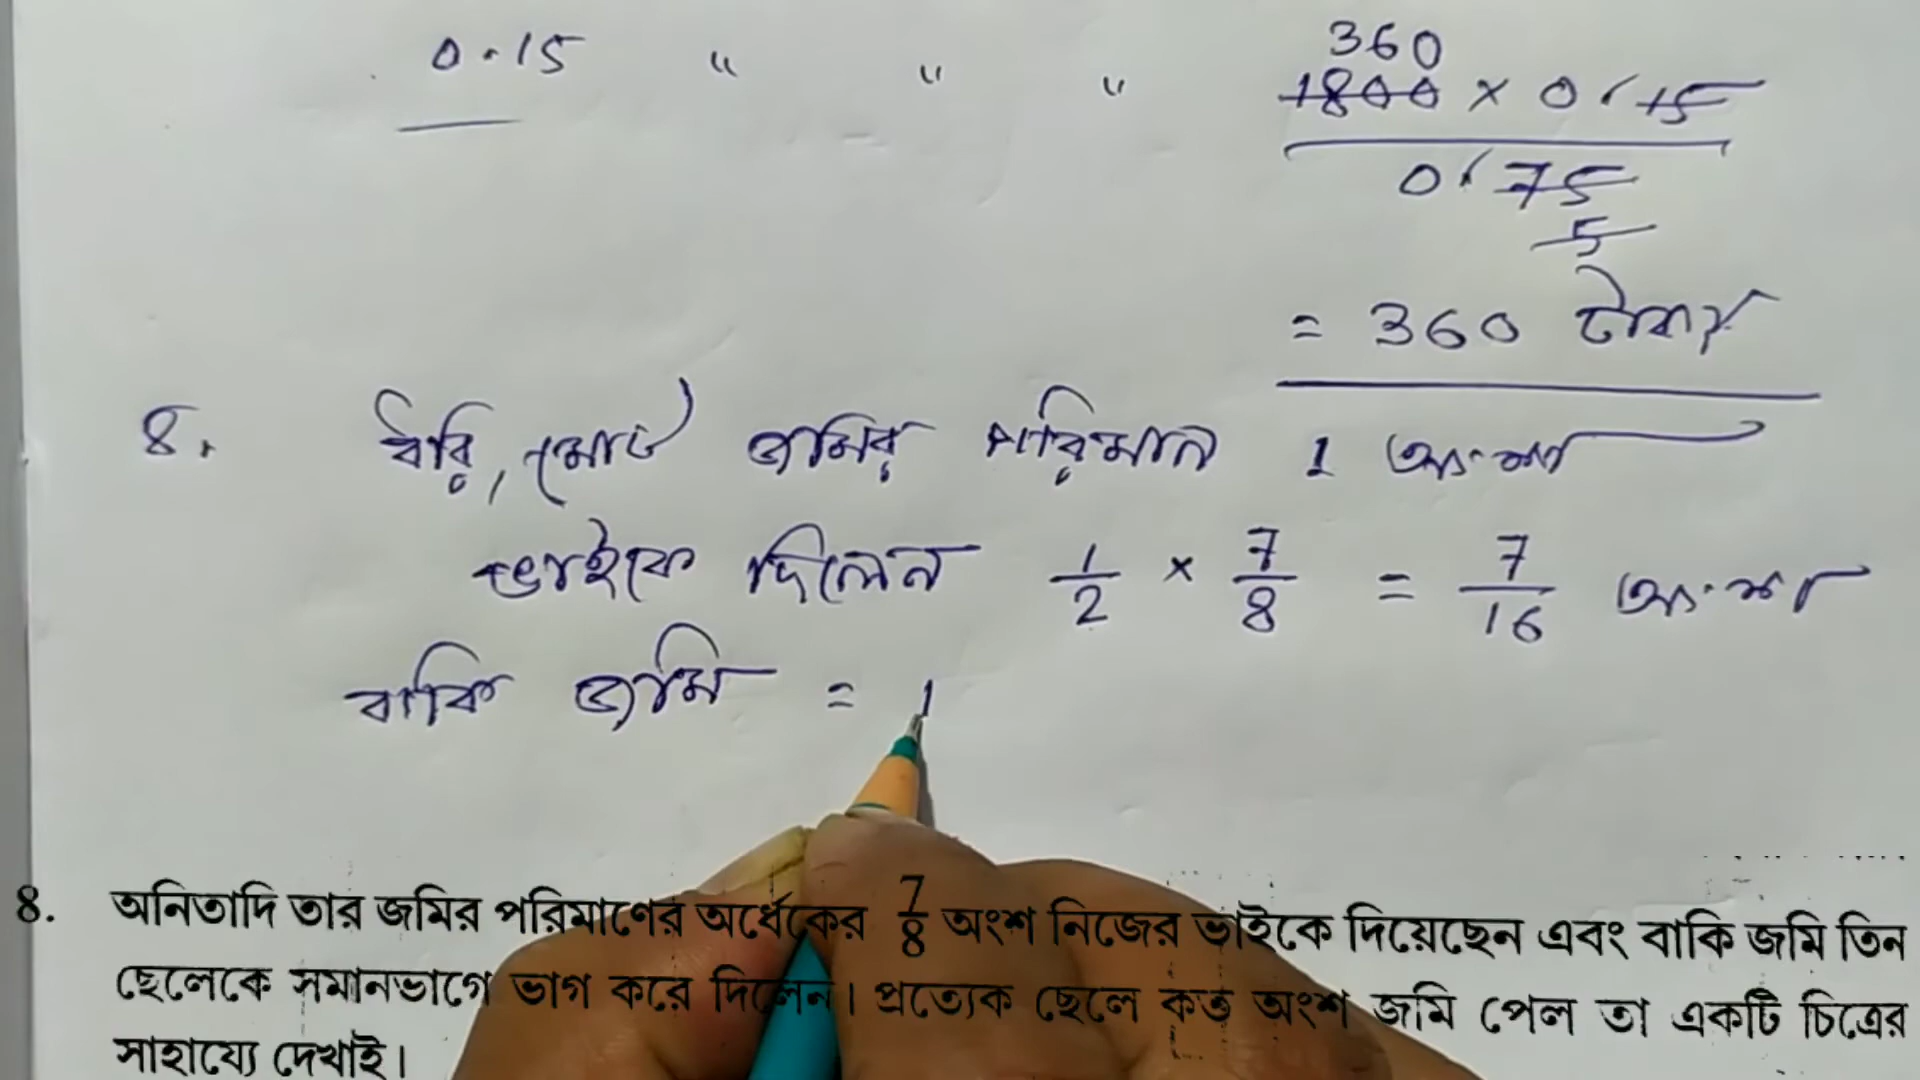 0.15 " " " 360
1800 × 0.15
0.75
5
= 360 টাকায়
8. ধরি, মোট জমির পরিমান 1 অংশ
ভাইকে দিলেন 1/2 × 7/8 = 7/16 অংশ
বাকি জমি = 1
8. অনিতাদি তার জমির পরিমাণের অর্ধেকের 7/8 অংশ নিজের ভাইকে দিয়েছেন এবং বাকি জমি তিন
ছেলেকে সমানভাগে ভাগ করে দিলেন। প্রত্যেক ছেলে কত অংশ জমি পেল তা একটি চিত্রের
সাহায্যে দেখাই।